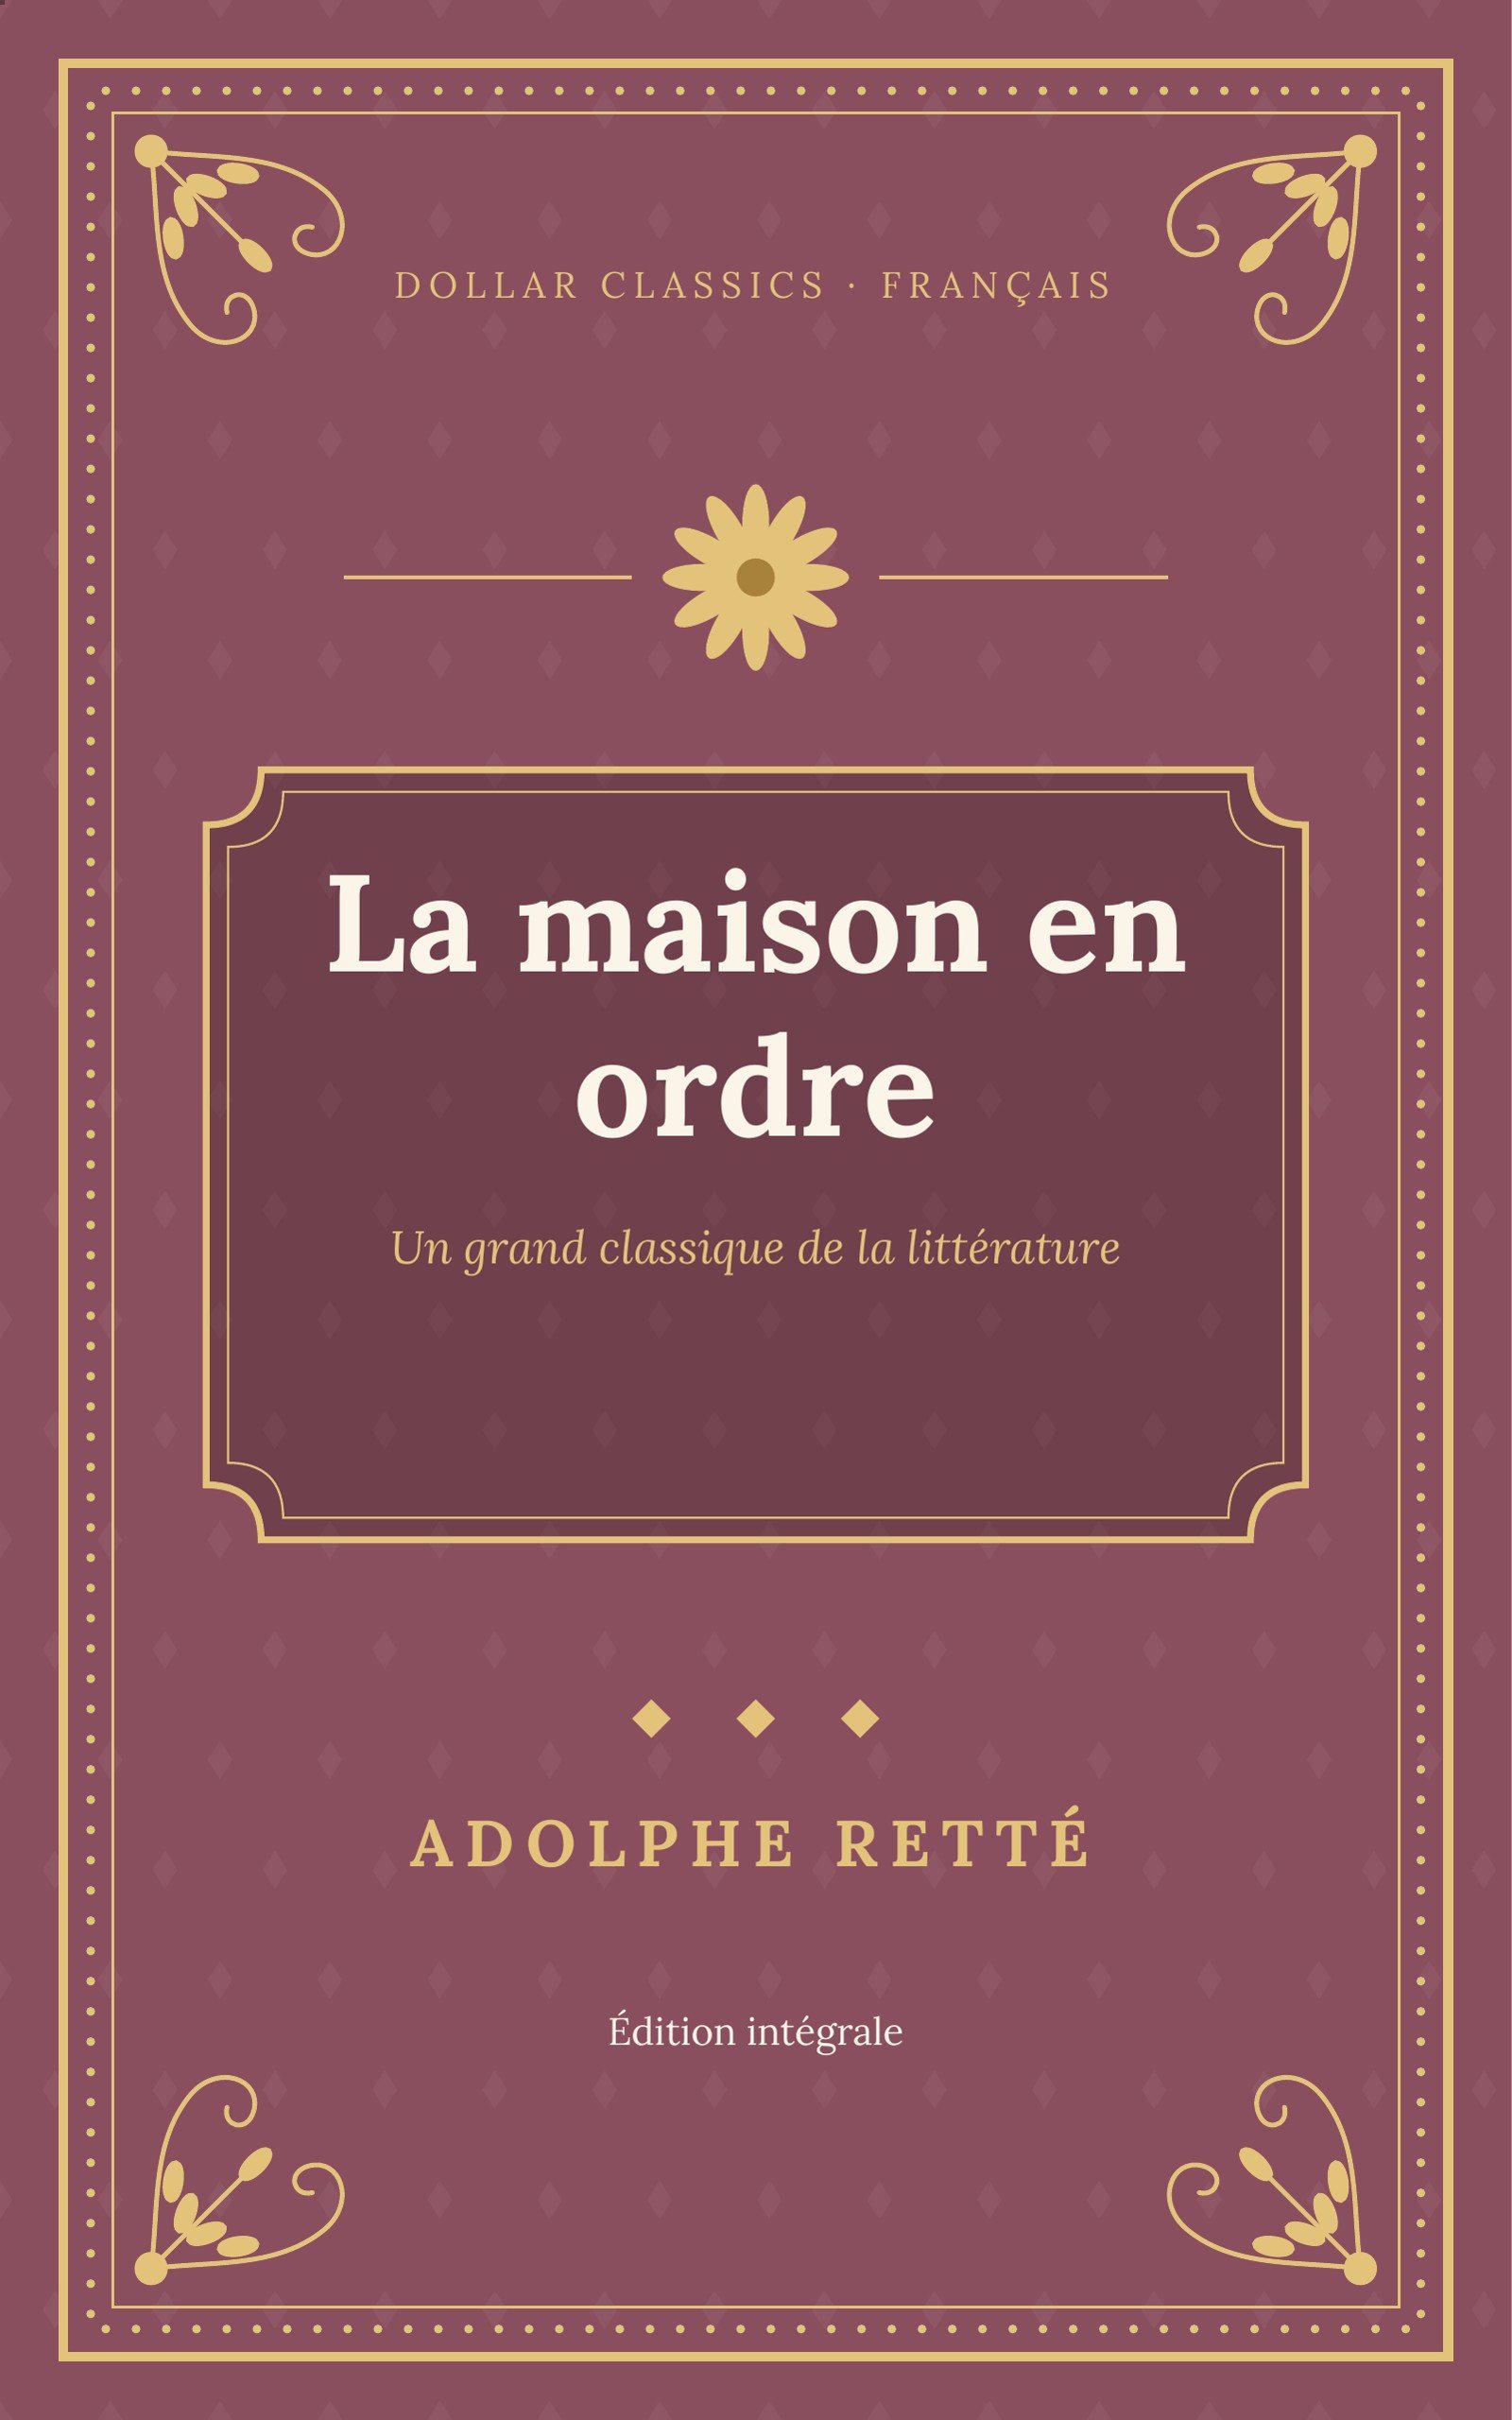 DOLLAR CLASSICS · FRANÇAIS
La maison en
ordre
Un grand classique de la littérature
ADOLPHE RETTÉ
Édition intégrale